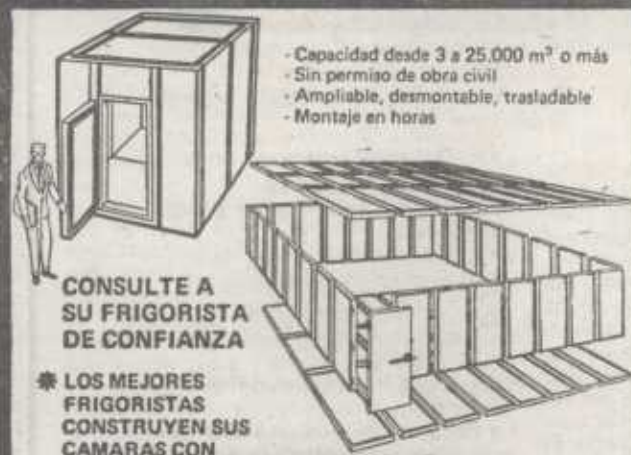 - Capacidad desde 3 a 25.000 m³ o más
- Sin permiso de obra civil
- Ampliable, desmontable, trasladable
- Montaje en horas
CONSULTE A
SU FRIGORISTA
DE CONFIANZA
✱ LOS MEJORES
FRIGORISTAS
CONSTRUYEN SUS
CAMARAS CON